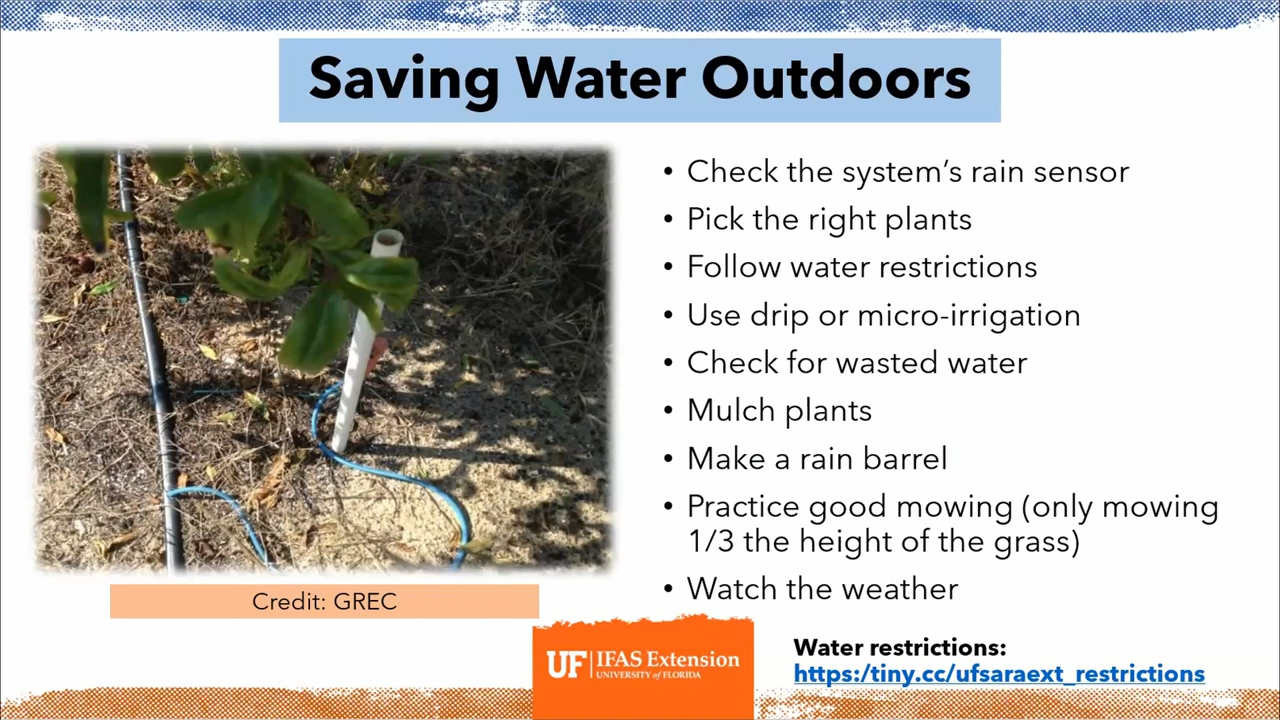 Saving Water Outdoors
• Check the system’s rain sensor
• Pick the right plants
• Follow water restrictions
• Use drip or micro-irrigation
• Check for wasted water
• Mulch plants
• Make a rain barrel
• Practice good mowing (only mowing
1/3 the height of the grass)
• Watch the weather
Credit: GREC
UF | IFAS Extension
UNIVERSITY of FLORIDA
Water restrictions:
https:/tiny.cc/ufsaraext_restrictions